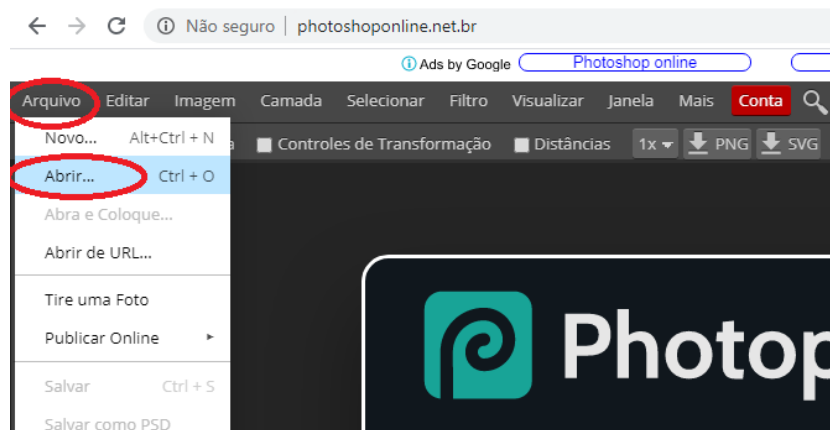 Não seguro | photoshoponline.net.br
Ads by Google Photoshop online
Arquivo Editar Imagem Camada Selecionar Filtro Visualizar Janela Mais Conta
Novo... Alt+Ctrl + N Controles de Transformação Distâncias 1x PNG SVG
Abrir... Ctrl + O
Abra e Coloque...
Abrir de URL...
Tire uma Foto
Publicar Online
Salvar Ctrl + S
Salvar como PSD
Photop